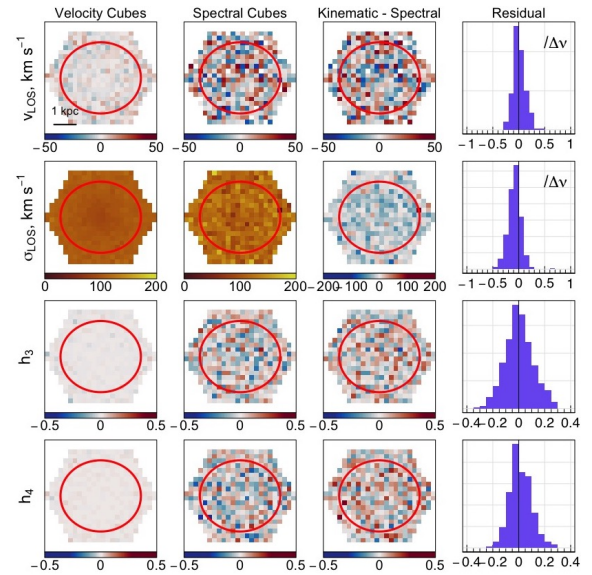 Velocity Cubes Spectral Cubes Kinematic - Spectral Residual
v_LOS, km s⁻¹ 1 kpc /Δν
−50 0 50 −50 0 50 −50 0 50 −1 −0.5 0 0.5 1
σ_LOS, km s⁻¹ /Δν
0 100 200 0 100 200 −200 −100 0 100 200 −1 −0.5 0 0.5 1
h₃
−0.5 0 0.5 −0.5 0 0.5 −0.5 0 0.5 −0.4 −0.2 0 0.2 0.4
h₄
−0.5 0 0.5 −0.5 0 0.5 −0.5 0 0.5 −0.4 −0.2 0 0.2 0.4